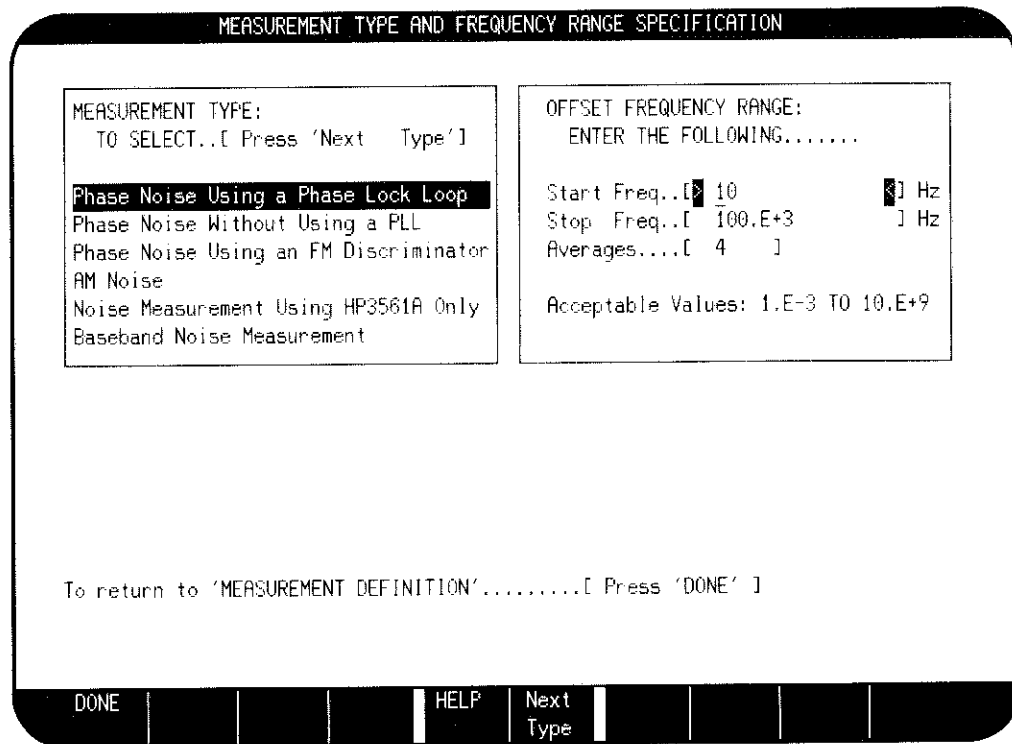 MEASUREMENT TYPE AND FREQUENCY RANGE SPECIFICATION
MEASUREMENT TYPE:
TO SELECT..[ Press 'Next Type']
Phase Noise Using a Phase Lock Loop
Phase Noise Without Using a PLL
Phase Noise Using an FM Discriminator
AM Noise
Noise Measurement Using HP3561A Only
Baseband Noise Measurement
OFFSET FREQUENCY RANGE:
ENTER THE FOLLOWING.......
Start Freq..[> 10 <] Hz
Stop Freq..[ 100.E+3 ] Hz
Averages....[ 4 ]
Acceptable Values: 1.E-3 TO 10.E+9
To return to 'MEASUREMENT DEFINITION'.........[ Press 'DONE' ]
DONE
HELP
Next
Type